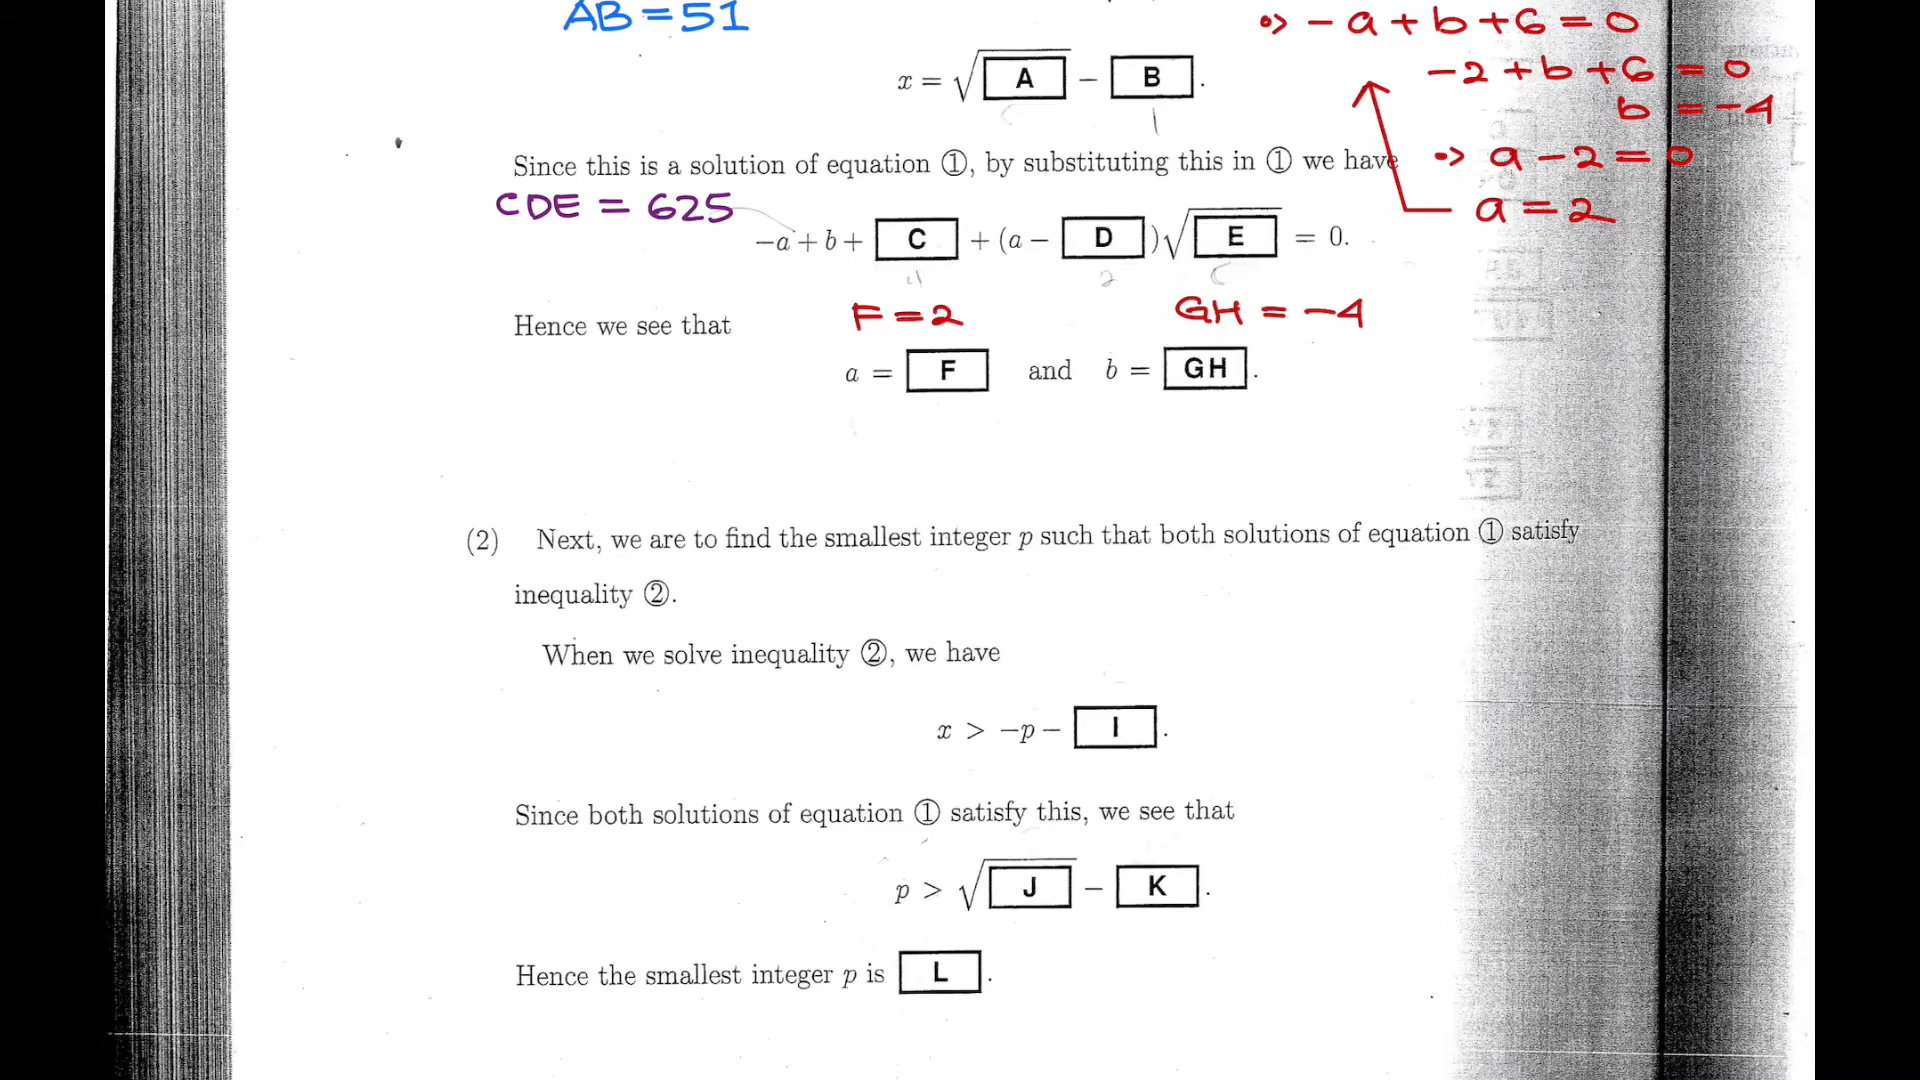 AB = 51
⇒ -a + b + 6 = 0
x = √A - B.
-2 + b + 6 = 0
b = -4
1
Since this is a solution of equation ①, by substituting this in ① we have
⇒ a - 2 = 0
CDE = 625
a = 2
-a + b + C + (a - D)√E = 0.
2
F = 2 GH = -4
Hence we see that
a = F and b = GH.
(2) Next, we are to find the smallest integer p such that both solutions of equation ① satisfy
inequality ②.
When we solve inequality ②, we have
x > -p - I.
Since both solutions of equation ① satisfy this, we see that
p > √J - K.
Hence the smallest integer p is L.